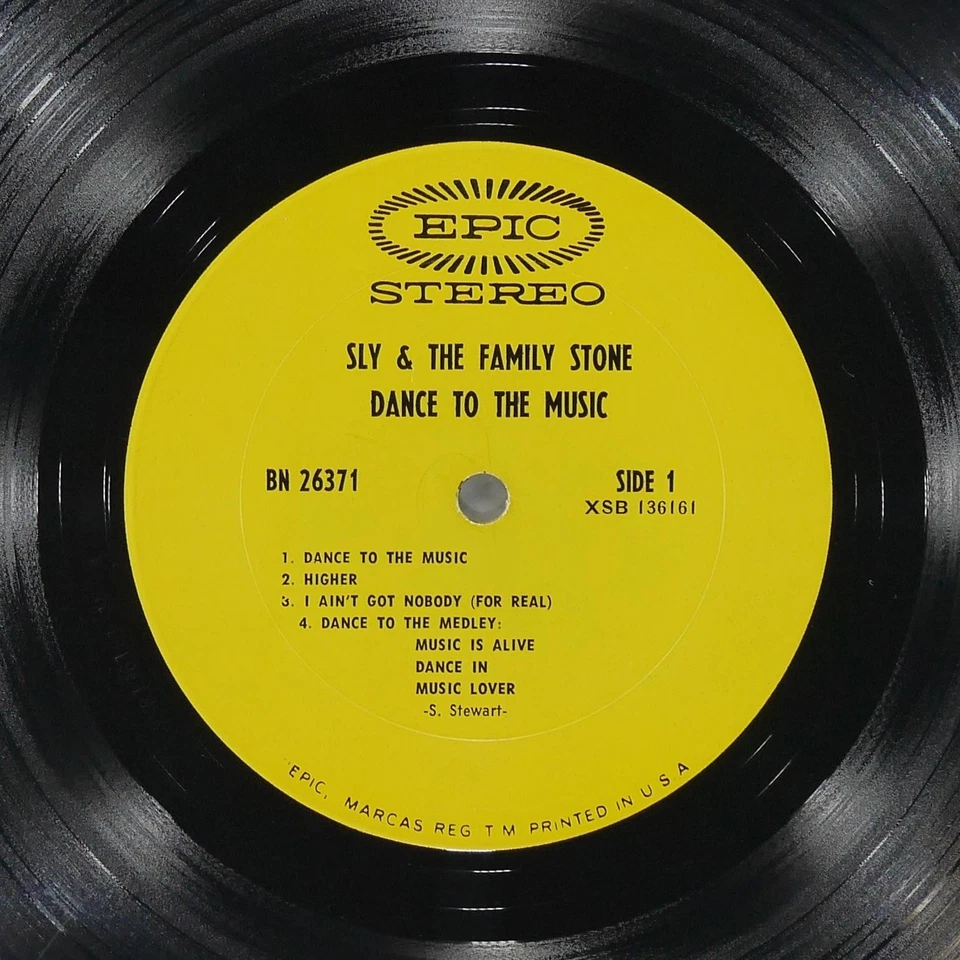 EPIC
STEREO
SLY & THE FAMILY STONE
DANCE TO THE MUSIC
BN 26371
SIDE 1
XSB 136161
1. DANCE TO THE MUSIC
2. HIGHER
3. I AIN'T GOT NOBODY (FOR REAL)
4. DANCE TO THE MEDLEY:
MUSIC IS ALIVE
DANCE IN
MUSIC LOVER
-S. Stewart-
"EPIC, MARCAS REG T M PRINTED IN U S A